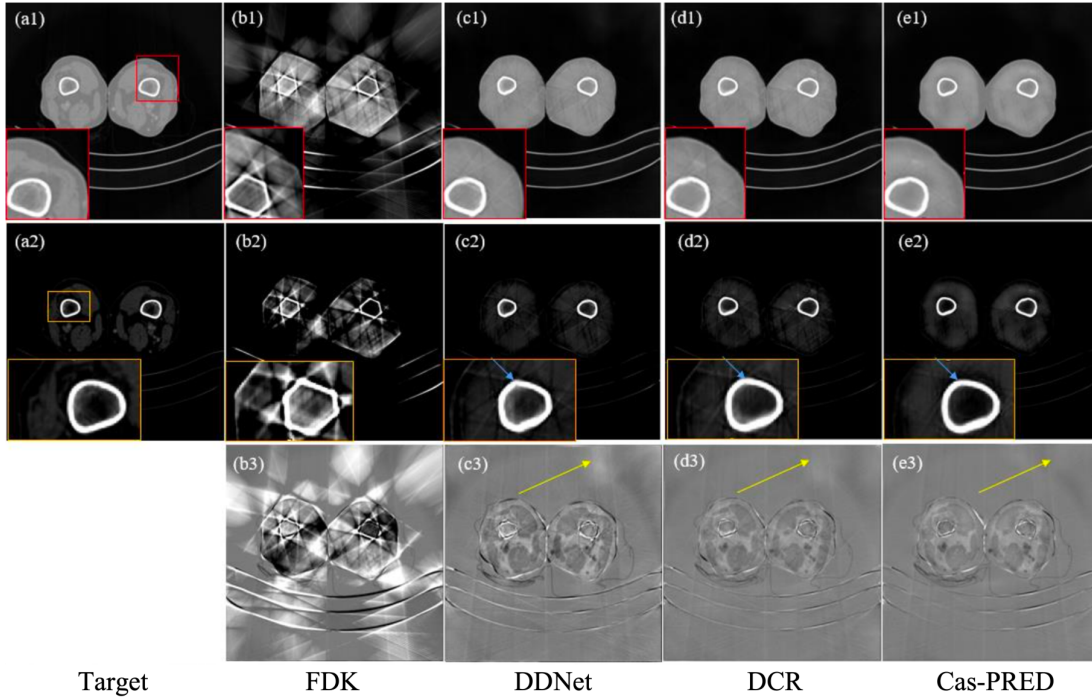 (a1) (b1) (c1) (d1) (e1)
(a2) (b2) (c2) (d2) (e2)
(b3) (c3) (d3) (e3)
Target FDK DDNet DCR Cas-PRED